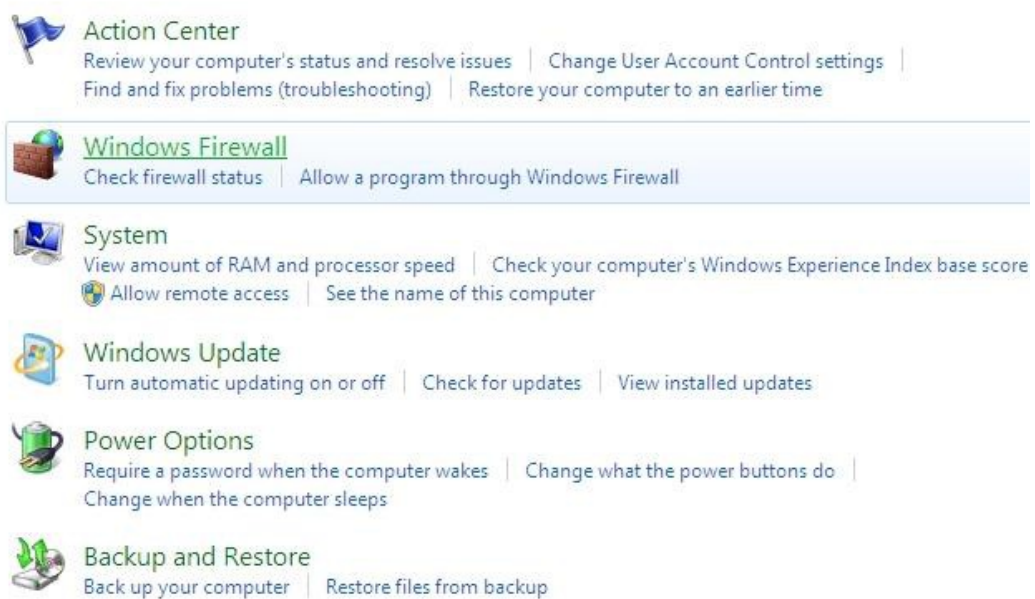 Action Center
Review your computer's status and resolve issues | Change User Account Control settings |
Find and fix problems (troubleshooting) | Restore your computer to an earlier time
Windows Firewall
Check firewall status | Allow a program through Windows Firewall
System
View amount of RAM and processor speed | Check your computer's Windows Experience Index base score
Allow remote access | See the name of this computer
Windows Update
Turn automatic updating on or off | Check for updates | View installed updates
Power Options
Require a password when the computer wakes | Change what the power buttons do |
Change when the computer sleeps
Backup and Restore
Back up your computer | Restore files from backup